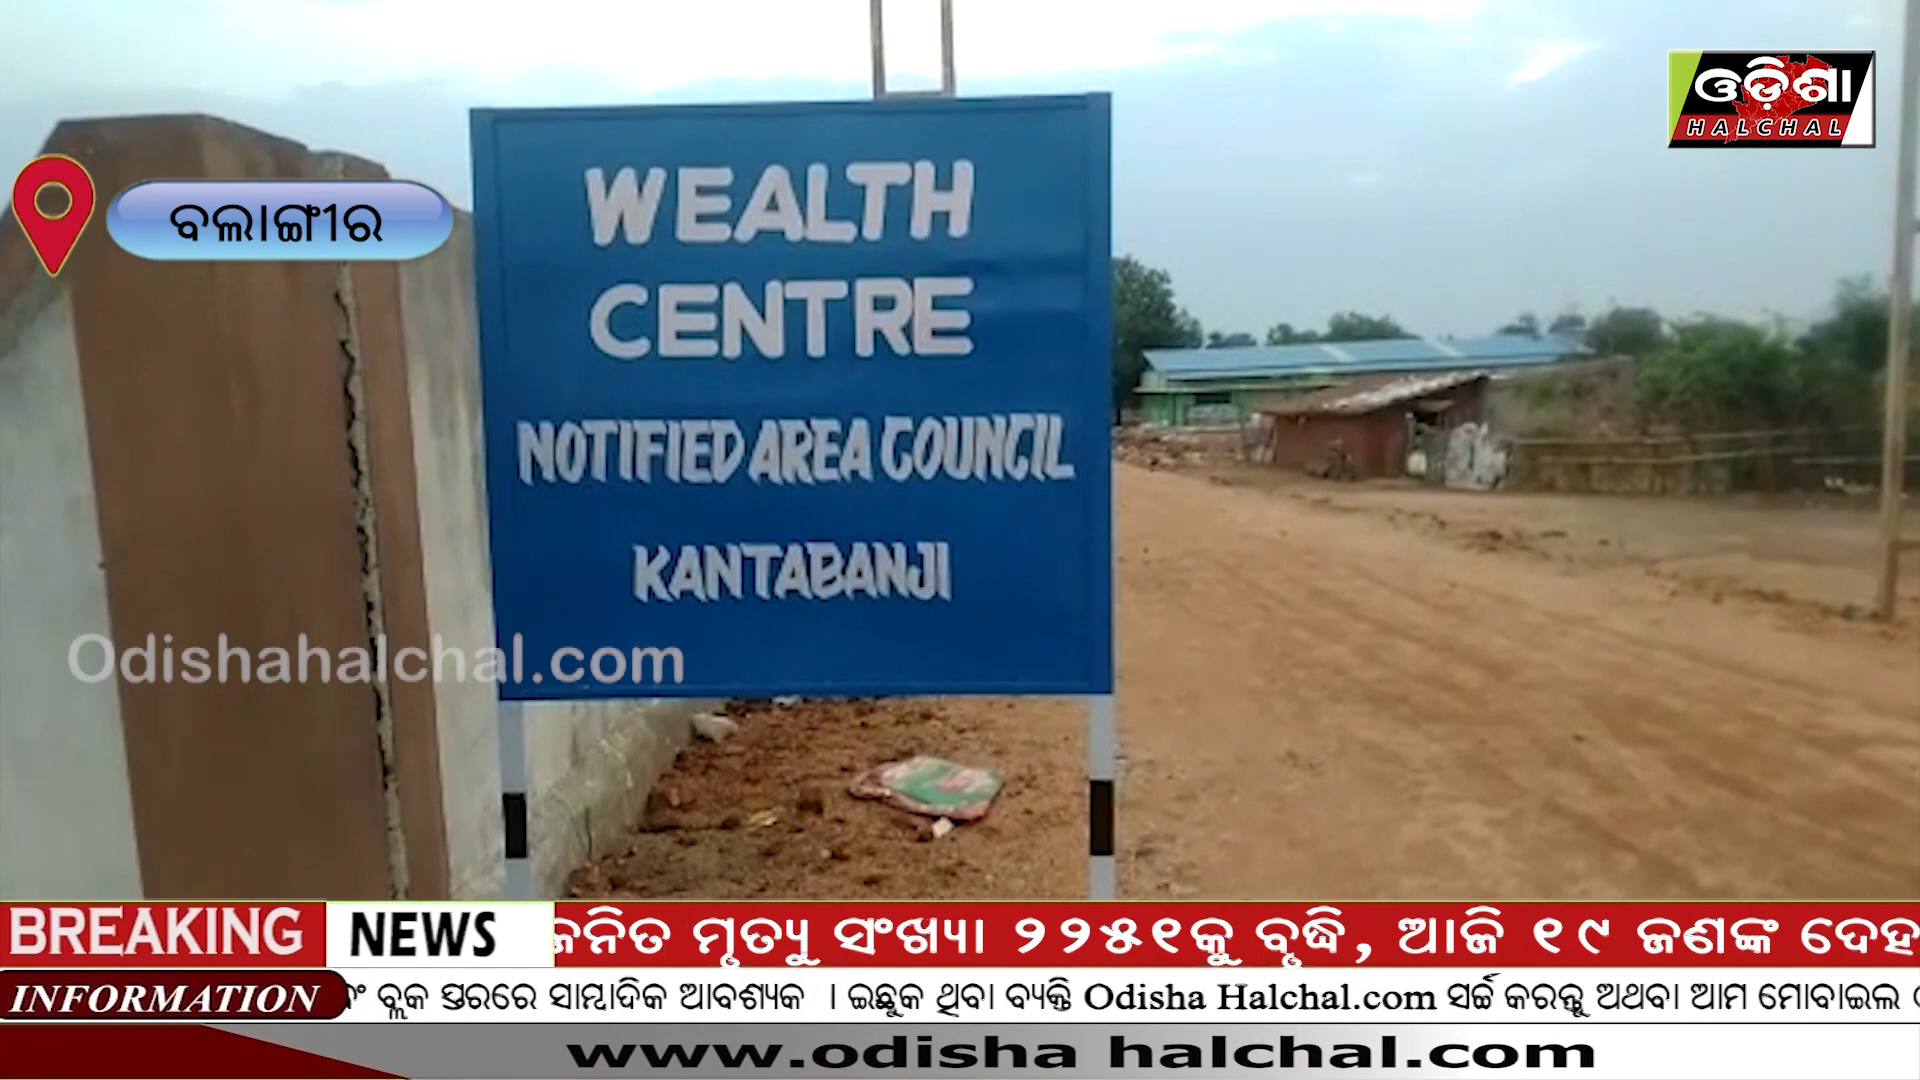 ଓଡ଼ିଶା
HALCHAL
ବଲାଙ୍ଗୀର
WEALTH
CENTRE
NOTIFIED AREA COUNCIL
KANTABANJI
Odishahalchal.com
BREAKING NEWS ଜନିତ ମୃତ୍ୟୁ ସଂଖ୍ୟା ୨୨୫୧କୁ ବୃଦ୍ଧି, ଆଜି ୧୯ ଜଣଙ୍କ ଦେହ
INFORMATION ବ୍ଲକ ସ୍ତରରେ ସାମ୍ବାଦିକ ଆବଶ୍ୟକ । ଇଚ୍ଛୁକ ଥିବା ବ୍ୟକ୍ତି Odisha Halchal.com ସର୍ଚ୍ଚ କରନ୍ତୁ ଅଥବା ଆମ ମୋବାଇଲ
www.odisha halchal.com